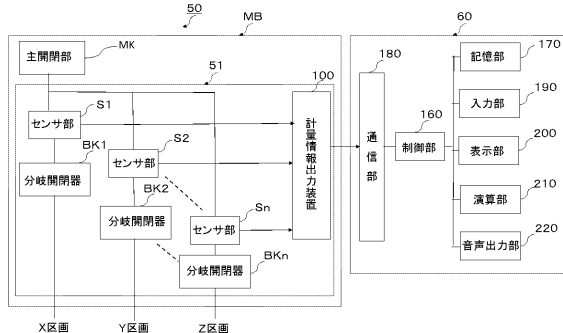 50
MB
60
主開閉部
MK
51
100
180
170
記憶部
S1
センサ部
190
入力部
BK1
S2
センサ部
分岐開閉器
計量情報出力装置
通信部
160
制御部
200
表示部
BK2
分岐開閉器
Sn
センサ部
210
演算部
BKn
分岐開閉器
220
音声出力部
X区画
Y区画
Z区画